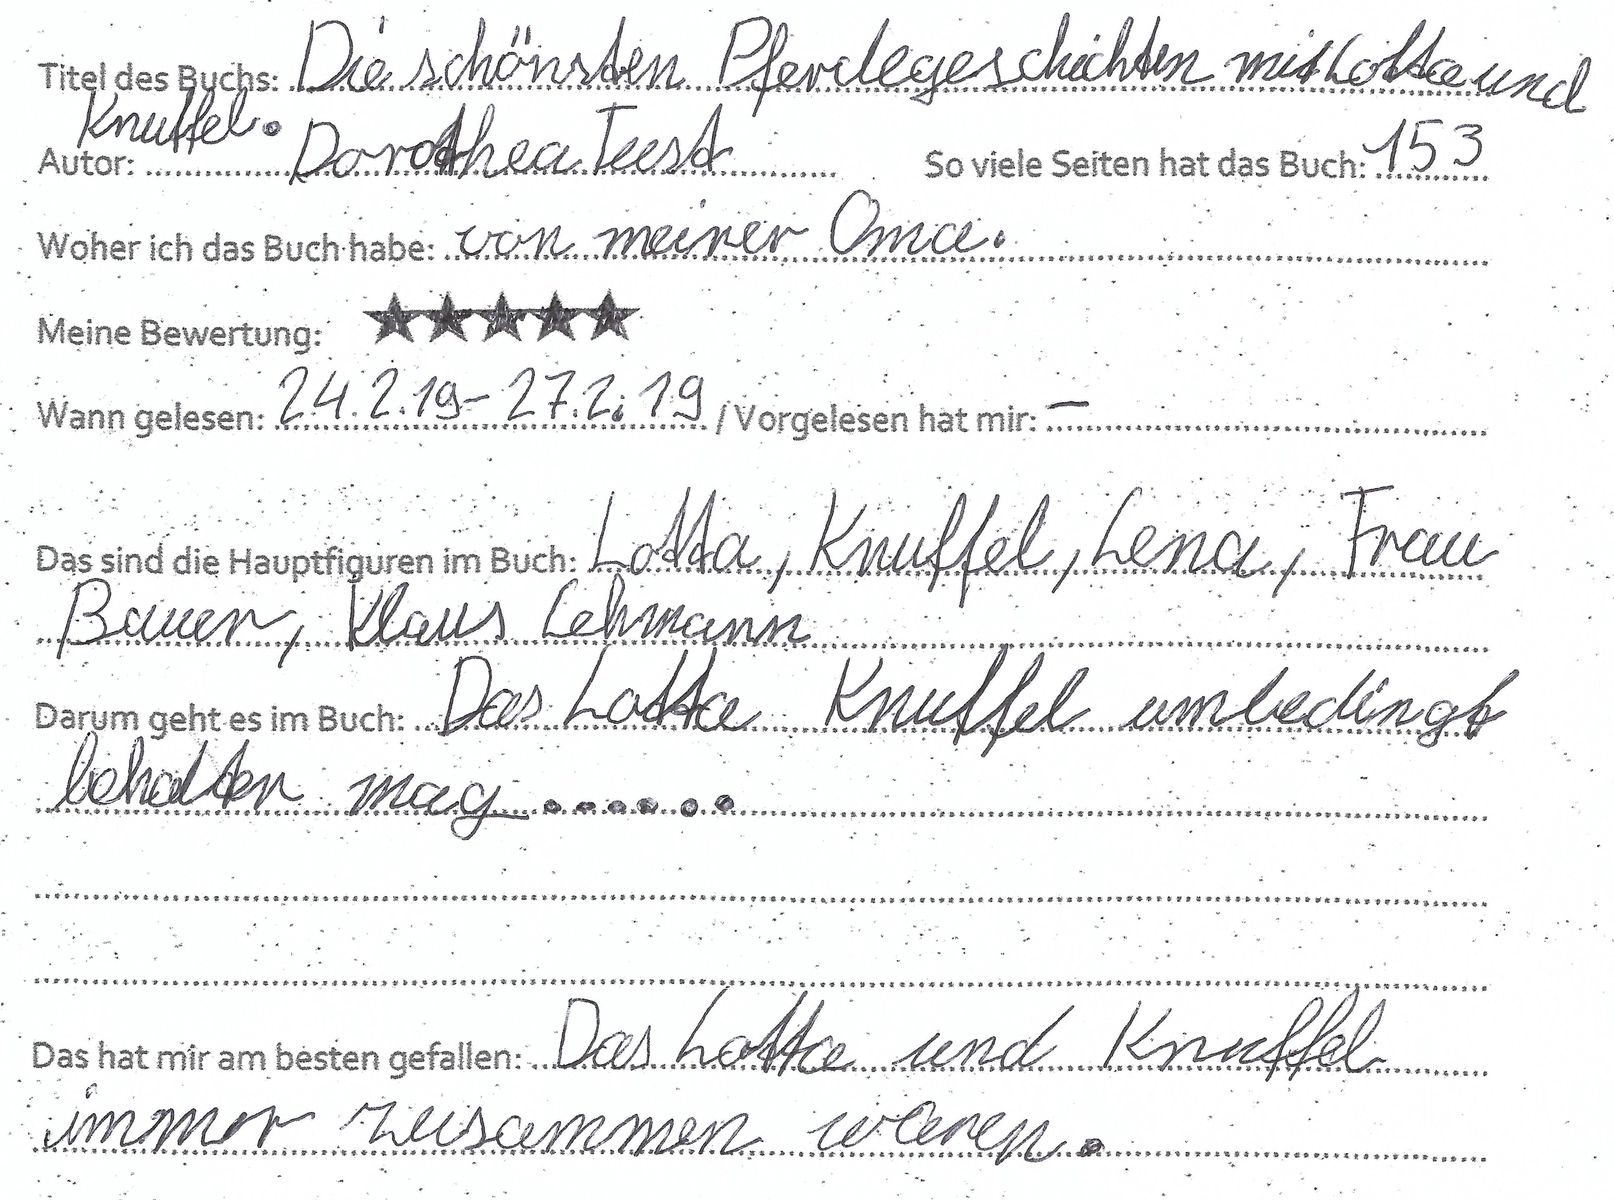 Titel des Buchs: Die schönsten Pferdegeschichten mit Lotta und
Knuffel.
Autor: Dorothea Tust So viele Seiten hat das Buch: 153
Woher ich das Buch habe: von meiner Oma.
Meine Bewertung: ★★★★★
Wann gelesen: 24.2.19-27.2.19 / Vorgelesen hat mir: –
Das sind die Hauptfiguren im Buch: Lotta, Knuffel, Lena, Frau
Bauer, Klaus Lehmann
Darum geht es im Buch: Das Lotta Knuffel umbedingt
behalten mag......
Das hat mir am besten gefallen: Das Lotta und Knuffel
immer zusammen waren.